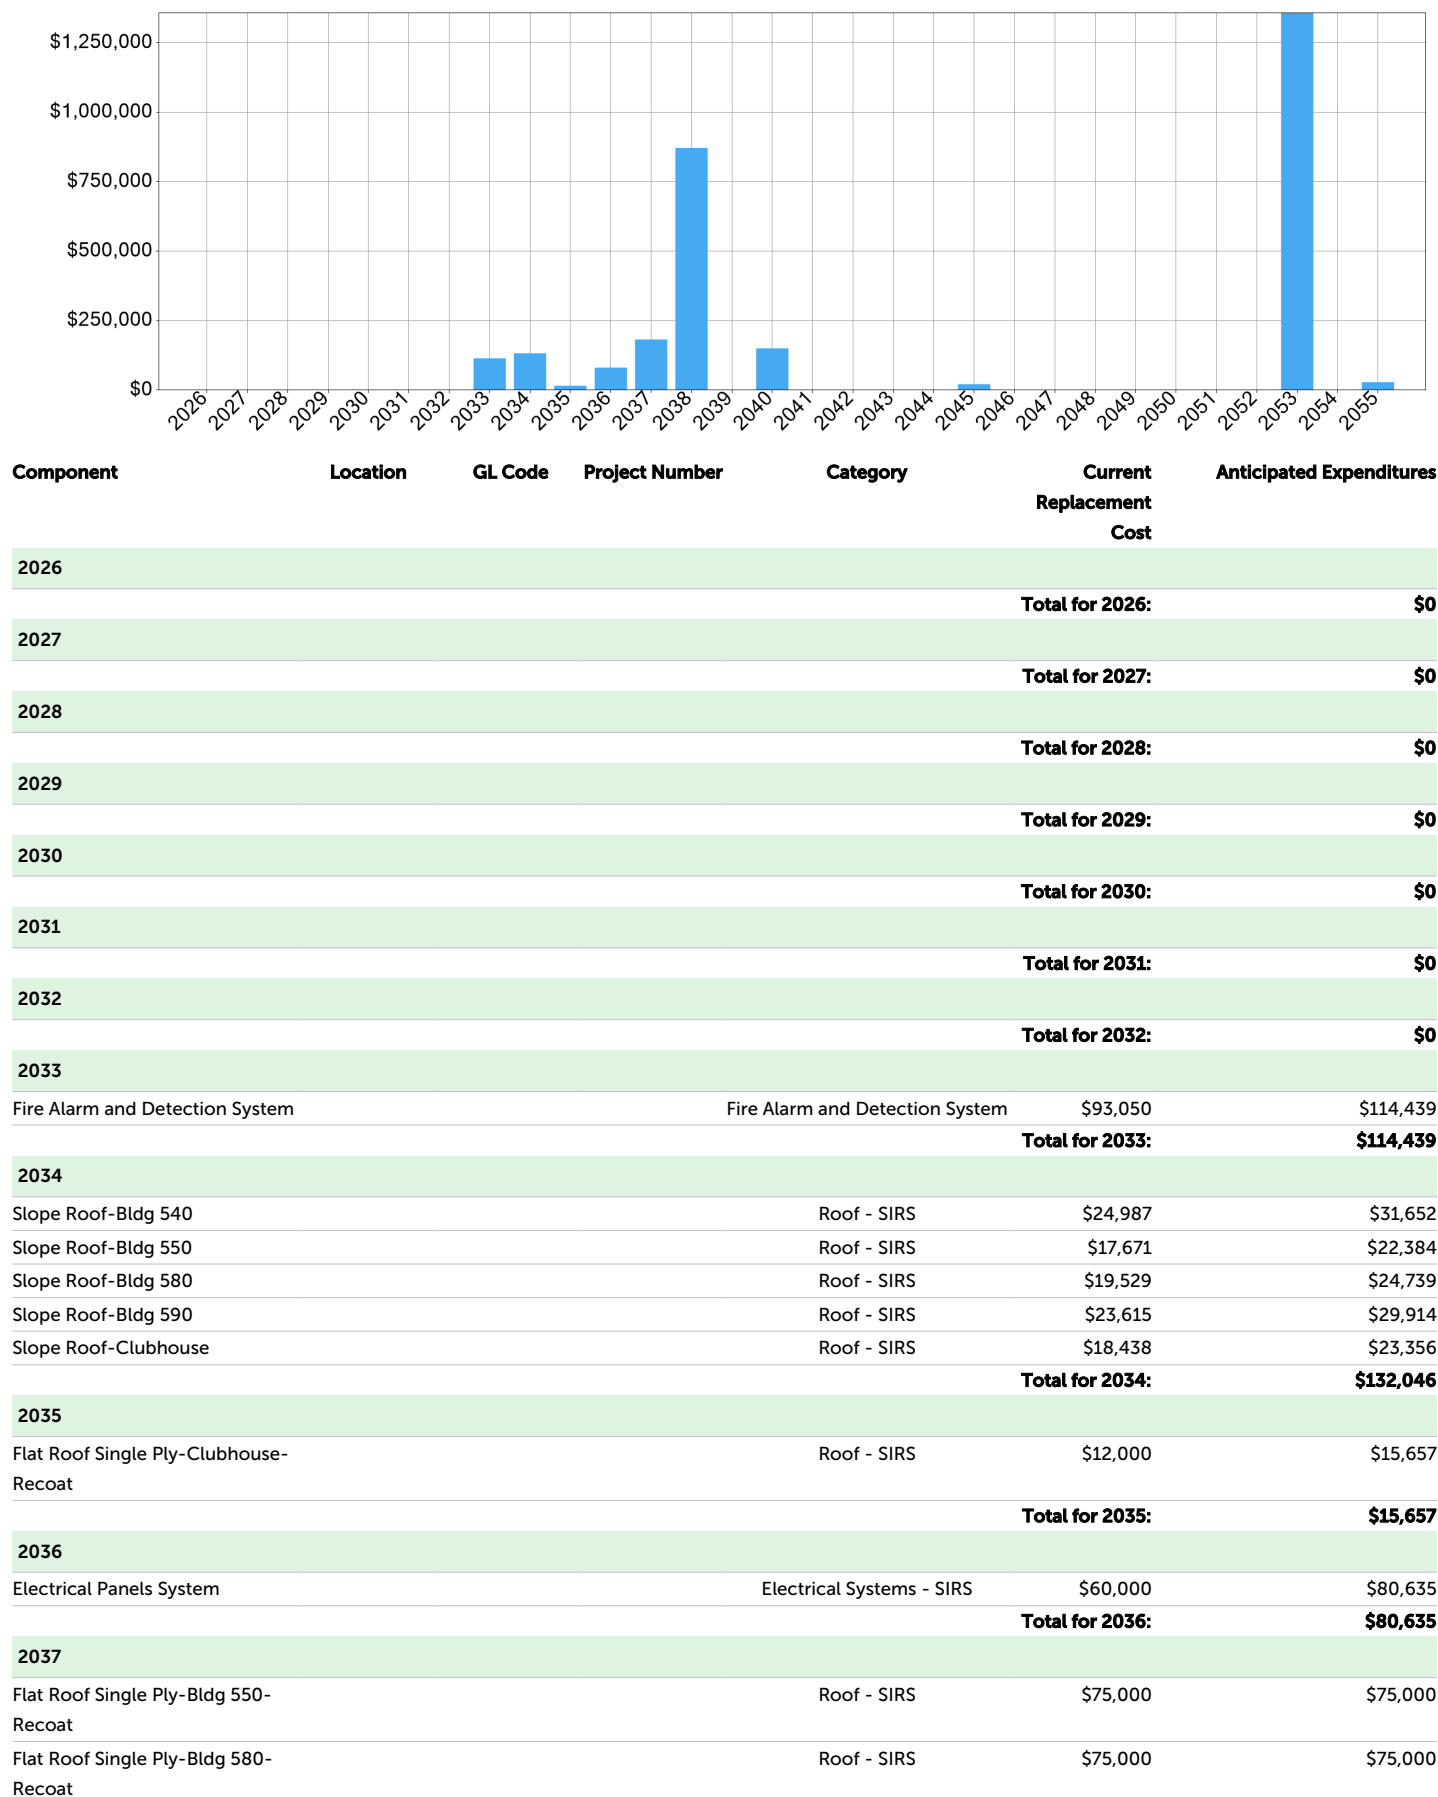 $1,250,000
$1,000,000
$750,000
$500,000
$250,000
$0
2026 2027 2028 2029 2030 2031 2032 2033 2034 2035 2036 2037 2038 2039 2040 2041 2042 2043 2044 2045 2046 2047 2048 2049 2050 2051 2052 2053 2054 2055
Component Location GL Code Project Number Category Current Anticipated Expenditures
Replacement
Cost
2026
Total for 2026: $0
2027
Total for 2027: $0
2028
Total for 2028: $0
2029
Total for 2029: $0
2030
Total for 2030: $0
2031
Total for 2031: $0
2032
Total for 2032: $0
2033
Fire Alarm and Detection System Fire Alarm and Detection System $93,050 $114,439
Total for 2033: $114,439
2034
Slope Roof-Bldg 540 Roof - SIRS $24,987 $31,652
Slope Roof-Bldg 550 Roof - SIRS $17,671 $22,384
Slope Roof-Bldg 580 Roof - SIRS $19,529 $24,739
Slope Roof-Bldg 590 Roof - SIRS $23,615 $29,914
Slope Roof-Clubhouse Roof - SIRS $18,438 $23,356
Total for 2034: $132,046
2035
Flat Roof Single Ply-Clubhouse- Roof - SIRS $12,000 $15,657
Recoat
Total for 2035: $15,657
2036
Electrical Panels System Electrical Systems - SIRS $60,000 $80,635
Total for 2036: $80,635
2037
Flat Roof Single Ply-Bldg 550- Roof - SIRS $75,000 $75,000
Recoat
Flat Roof Single Ply-Bldg 580- Roof - SIRS $75,000 $75,000
Recoat